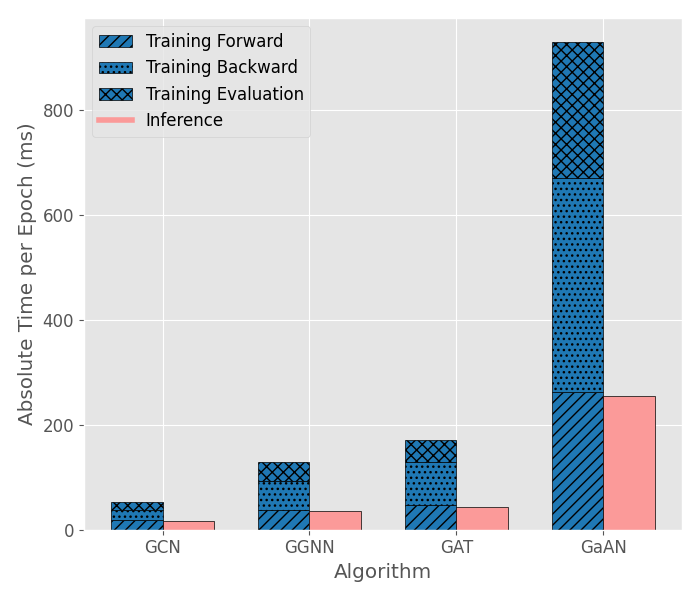 Training Forward
Training Backward
Training Evaluation
Inference
Absolute Time per Epoch (ms)
800
600
400
200
0
GCN GGNN GAT GaAN
Algorithm